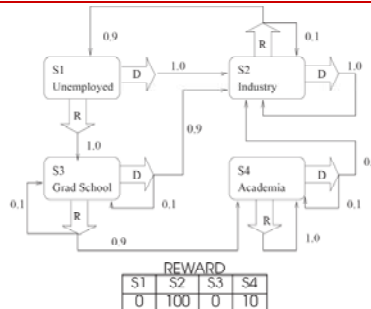 0.9
R
0.1
S1
Unemployed
D
1.0
S2
Industry
D
1.0
R
1.0
0.9
S3
Grad School
D
S4
Academia
D
0.1
R
0.1
R
0.1
0.9
1.0
REWARD
S1 S2 S3 S4
0 100 0 10